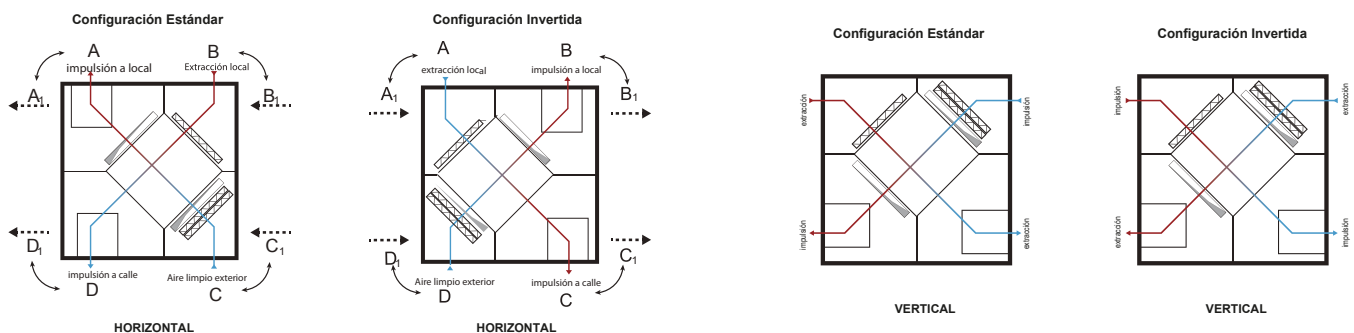 Configuración Estándar
A
B
impulsión a local
Extracción local
A1
B1
D1
C1
impulsión a calle
Aire limpio exterior
D
C
HORIZONTAL
Configuración Invertida
A
B
extracción local
impulsión a local
A1
B1
D1
C1
Aire limpio exterior
impulsión a calle
D
C
HORIZONTAL
Configuración Estándar
extracción
impulsión
impulsión
extracción
VERTICAL
Configuración Invertida
impulsión
extracción
extracción
impulsión
VERTICAL